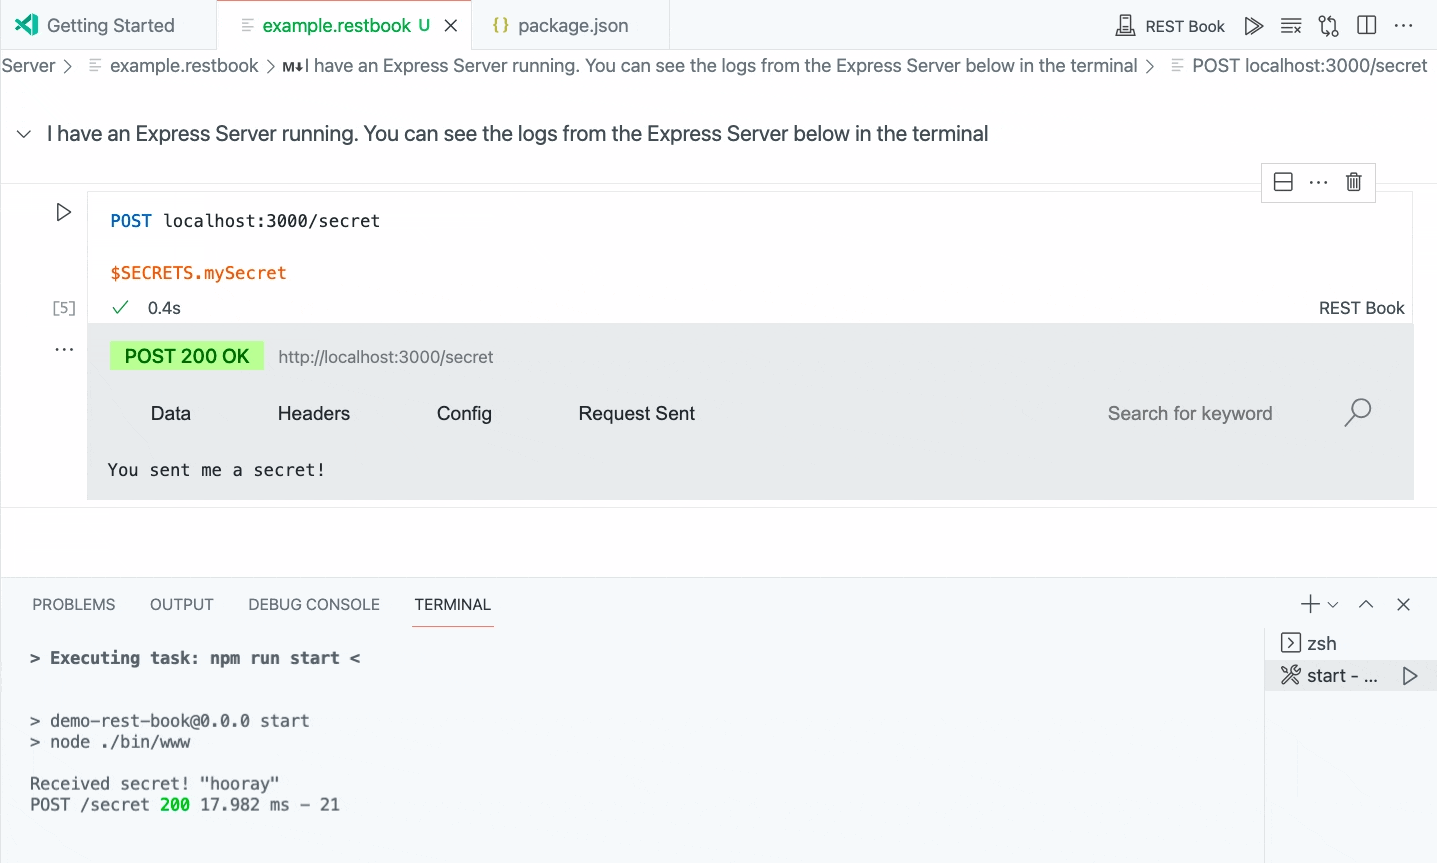 Getting Started
example.restbook U
{} package.json
REST Book
Server > example.restbook > M↓I have an Express Server running. You can see the logs from the Express Server below in the terminal > POST localhost:3000/secret
I have an Express Server running. You can see the logs from the Express Server below in the terminal
POST localhost:3000/secret
$SECRETS.mySecret
[5]
0.4s
REST Book
POST 200 OK
http://localhost:3000/secret
Data
Headers
Config
Request Sent
Search for keyword
You sent me a secret!
PROBLEMS
OUTPUT
DEBUG CONSOLE
TERMINAL
> Executing task: npm run start <
> demo-rest-book@0.0.0 start
> node ./bin/www
Received secret! "hooray"
POST /secret 200 17.982 ms - 21
zsh
start - ...